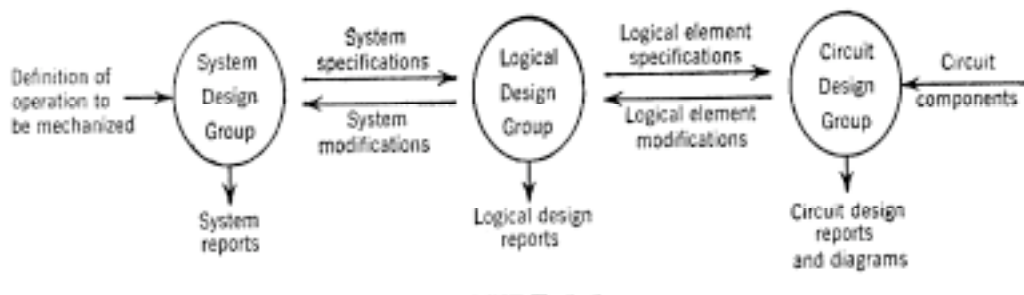 Definition of
operation to
be mechanized
System
Design
Group
System
specifications
System
modifications
System
reports
Logical
Design
Group
Logical element
specifications
Logical element
modifications
Logical design
reports
Circuit
Design
Group
Circuit
components
Circuit design
reports
and diagrams